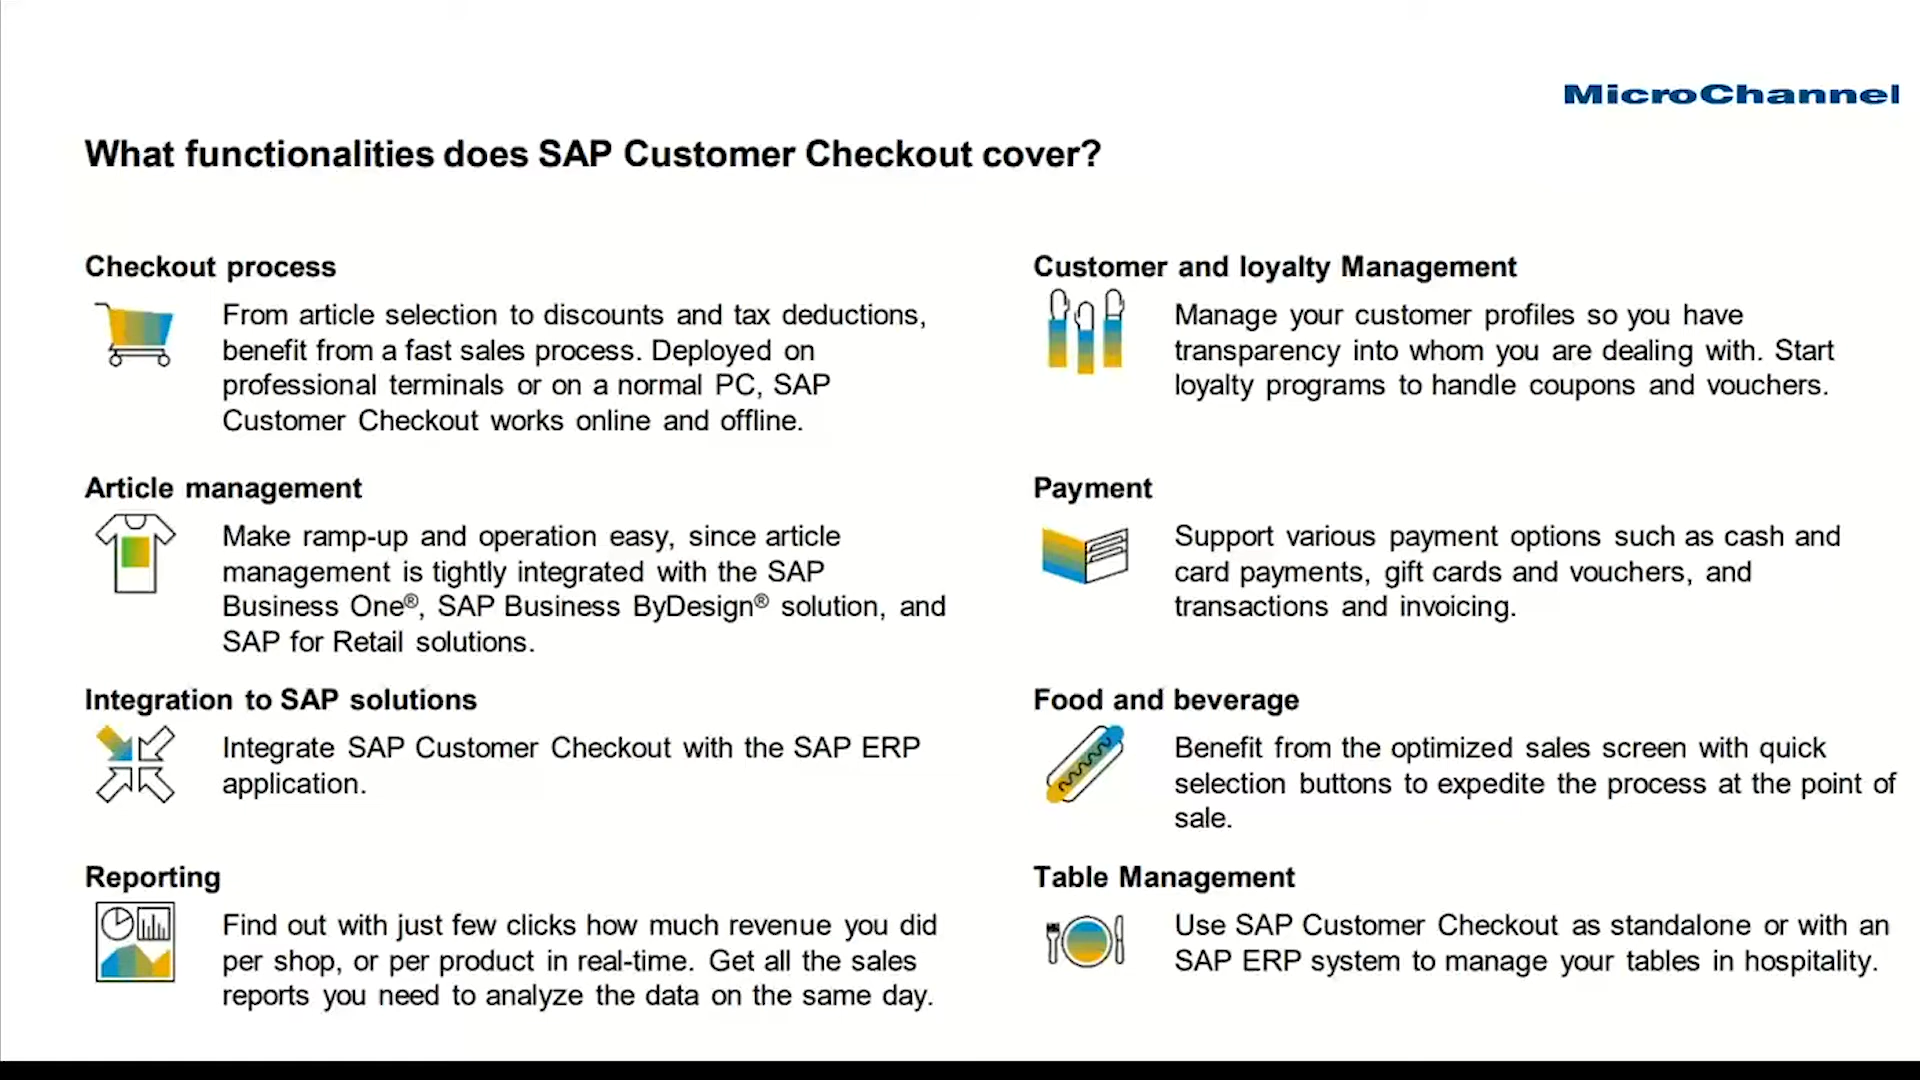 MicroChannel
What functionalities does SAP Customer Checkout cover?
Checkout process
From article selection to discounts and tax deductions,
benefit from a fast sales process. Deployed on
professional terminals or on a normal PC, SAP
Customer Checkout works online and offline.
Article management
Make ramp-up and operation easy, since article
management is tightly integrated with the SAP
Business One®, SAP Business ByDesign® solution, and
SAP for Retail solutions.
Integration to SAP solutions
Integrate SAP Customer Checkout with the SAP ERP
application.
Reporting
Find out with just few clicks how much revenue you did
per shop, or per product in real-time. Get all the sales
reports you need to analyze the data on the same day.
Customer and loyalty Management
Manage your customer profiles so you have
transparency into whom you are dealing with. Start
loyalty programs to handle coupons and vouchers.
Payment
Support various payment options such as cash and
card payments, gift cards and vouchers, and
transactions and invoicing.
Food and beverage
Benefit from the optimized sales screen with quick
selection buttons to expedite the process at the point of
sale.
Table Management
Use SAP Customer Checkout as standalone or with an
SAP ERP system to manage your tables in hospitality.